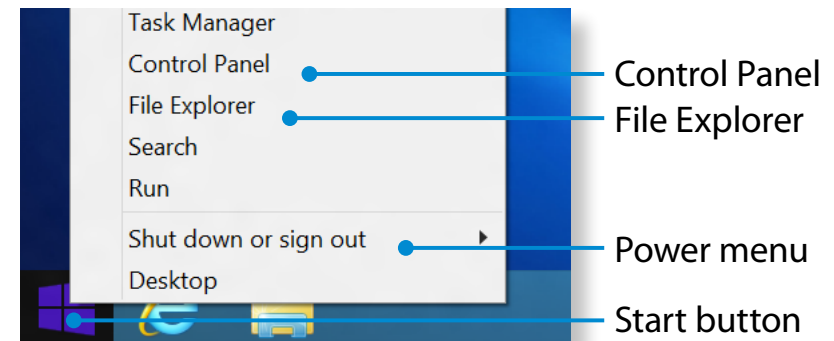 Task Manager
Control Panel
File Explorer
Search
Run
Shut down or sign out
Desktop
Control Panel
File Explorer
Power menu
Start button